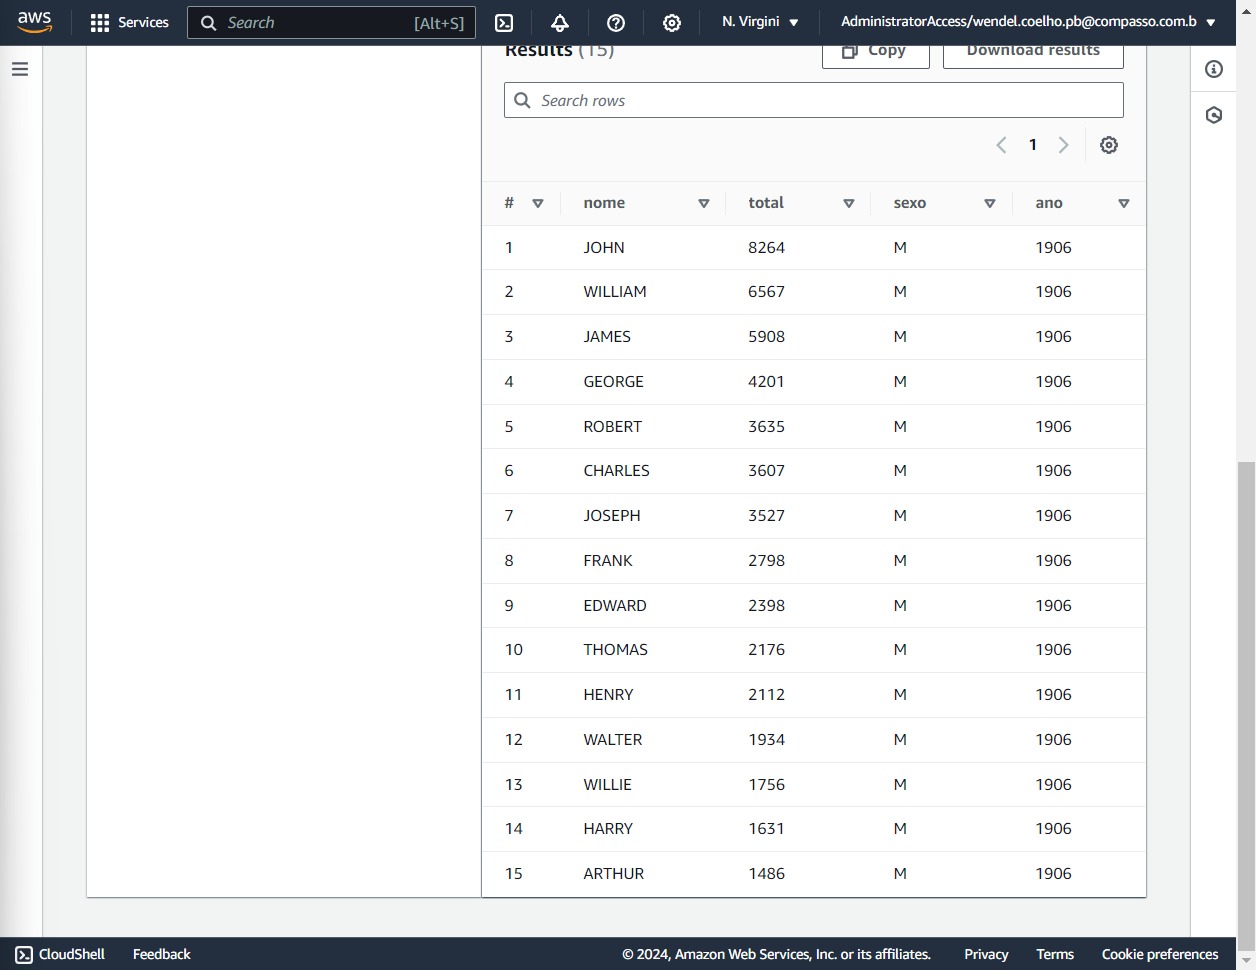 aws Services Search [Alt+S] N. Virgini AdministratorAccess/wendel.coelho.pb@compasso.com.b
Results (15) Copy Download results
Search rows
1
# nome total sexo ano
1 JOHN 8264 M 1906
2 WILLIAM 6567 M 1906
3 JAMES 5908 M 1906
4 GEORGE 4201 M 1906
5 ROBERT 3635 M 1906
6 CHARLES 3607 M 1906
7 JOSEPH 3527 M 1906
8 FRANK 2798 M 1906
9 EDWARD 2398 M 1906
10 THOMAS 2176 M 1906
11 HENRY 2112 M 1906
12 WALTER 1934 M 1906
13 WILLIE 1756 M 1906
14 HARRY 1631 M 1906
15 ARTHUR 1486 M 1906
CloudShell Feedback © 2024, Amazon Web Services, Inc. or its affiliates. Privacy Terms Cookie preferences